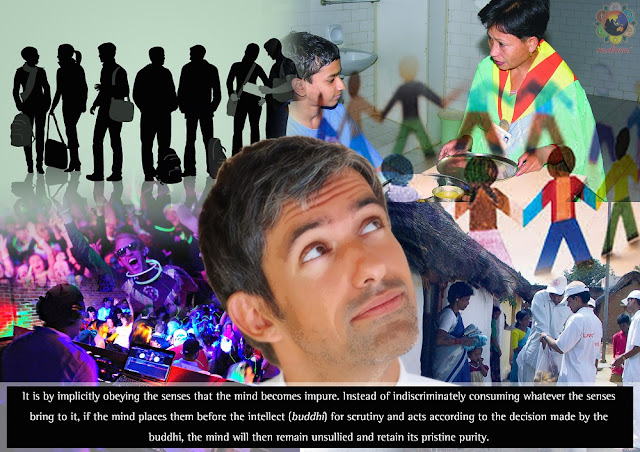 It is by implicitly obeying the senses that the mind becomes impure. Instead of indiscriminately consuming whatever the senses
bring to it, if the mind places them before the intellect (buddhi) for scrutiny and acts according to the decision made by the
buddhi, the mind will then remain unsullied and retain its pristine purity.